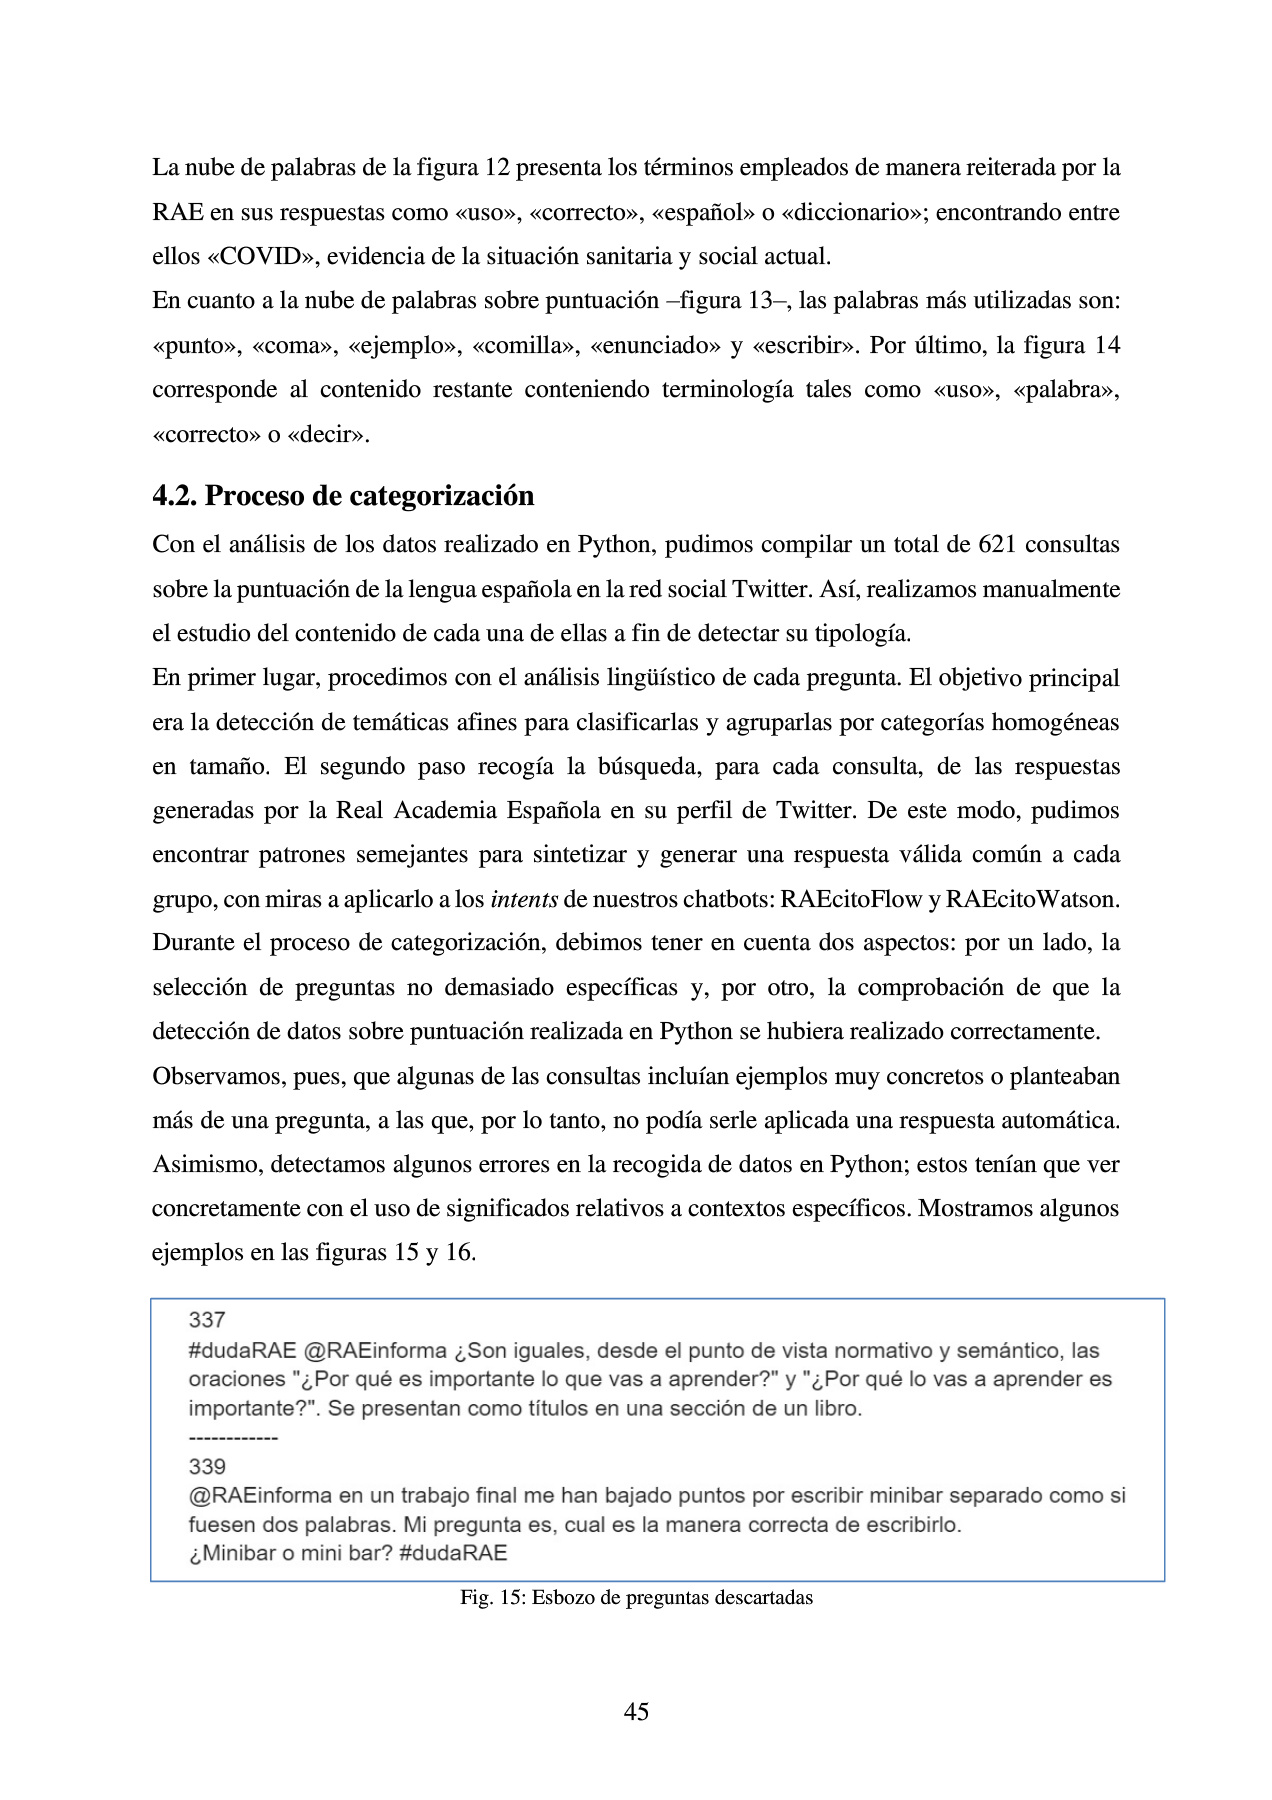 La nube de palabras de la figura 12 presenta los términos empleados de manera reiterada por la
RAE en sus respuestas como «uso», «correcto», «español» o «diccionario»; encontrando entre
ellos «COVID», evidencia de la situación sanitaria y social actual.
En cuanto a la nube de palabras sobre puntuación –figura 13–, las palabras más utilizadas son:
«punto», «coma», «ejemplo», «comilla», «enunciado» y «escribir». Por último, la figura 14
corresponde al contenido restante conteniendo terminología tales como «uso», «palabra»,
«correcto» o «decir».
4.2. Proceso de categorización
Con el análisis de los datos realizado en Python, pudimos compilar un total de 621 consultas
sobre la puntuación de la lengua española en la red social Twitter. Así, realizamos manualmente
el estudio del contenido de cada una de ellas a fin de detectar su tipología.
En primer lugar, procedimos con el análisis lingüístico de cada pregunta. El objetivo principal
era la detección de temáticas afines para clasificarlas y agruparlas por categorías homogéneas
en tamaño. El segundo paso recogía la búsqueda, para cada consulta, de las respuestas
generadas por la Real Academia Española en su perfil de Twitter. De este modo, pudimos
encontrar patrones semejantes para sintetizar y generar una respuesta válida común a cada
grupo, con miras a aplicarlo a los intents de nuestros chatbots: RAEcitoFlow y RAEcitoWatson.
Durante el proceso de categorización, debimos tener en cuenta dos aspectos: por un lado, la
selección de preguntas no demasiado específicas y, por otro, la comprobación de que la
detección de datos sobre puntuación realizada en Python se hubiera realizado correctamente.
Observamos, pues, que algunas de las consultas incluían ejemplos muy concretos o planteaban
más de una pregunta, a las que, por lo tanto, no podía serle aplicada una respuesta automática.
Asimismo, detectamos algunos errores en la recogida de datos en Python; estos tenían que ver
concretamente con el uso de significados relativos a contextos específicos. Mostramos algunos
ejemplos en las figuras 15 y 16.
337
#dudaRAE @RAEinforma ¿Son iguales, desde el punto de vista normativo y semántico, las
oraciones "¿Por qué es importante lo que vas a aprender?" y "¿Por qué lo vas a aprender es
importante?". Se presentan como títulos en una sección de un libro.
------------
339
@RAEinforma en un trabajo final me han bajado puntos por escribir minibar separado como si
fuesen dos palabras. Mi pregunta es, cual es la manera correcta de escribirlo.
¿Minibar o mini bar? #dudaRAE
Fig. 15: Esbozo de preguntas descartadas
45